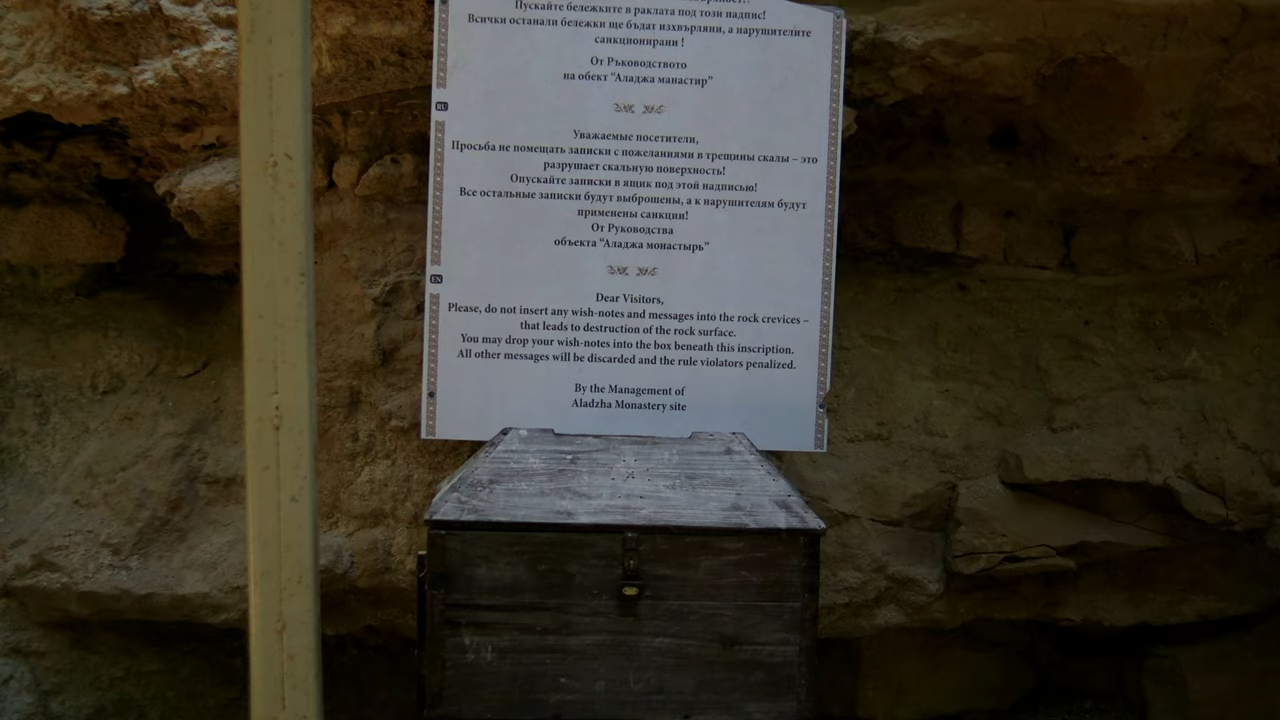 Пускайте бележките в раклата под този надпис!
Всички останали бележки ще бъдат изхвърляни, а нарушителите
санкционирани !
От Ръководството
на обект “Аладжа манастир”
RU
Уважаемые посетители,
Просьба не помещать записки с пожеланиями в трещины скалы – это
разрушает скальную поверхность!
Опускайте записки в ящик под этой надписью!
Все остальные записки будут выброшены, а к нарушителям будут
применены санкции!
От Руководства
объекта “Аладжа монастырь”
EN
Dear Visitors,
Please, do not insert any wish-notes and messages into the rock crevices –
that leads to destruction of the rock surface.
You may drop your wish-notes into the box beneath this inscription.
All other messages will be discarded and the rule violators penalized.
By the Management of
Aladzha Monastery site